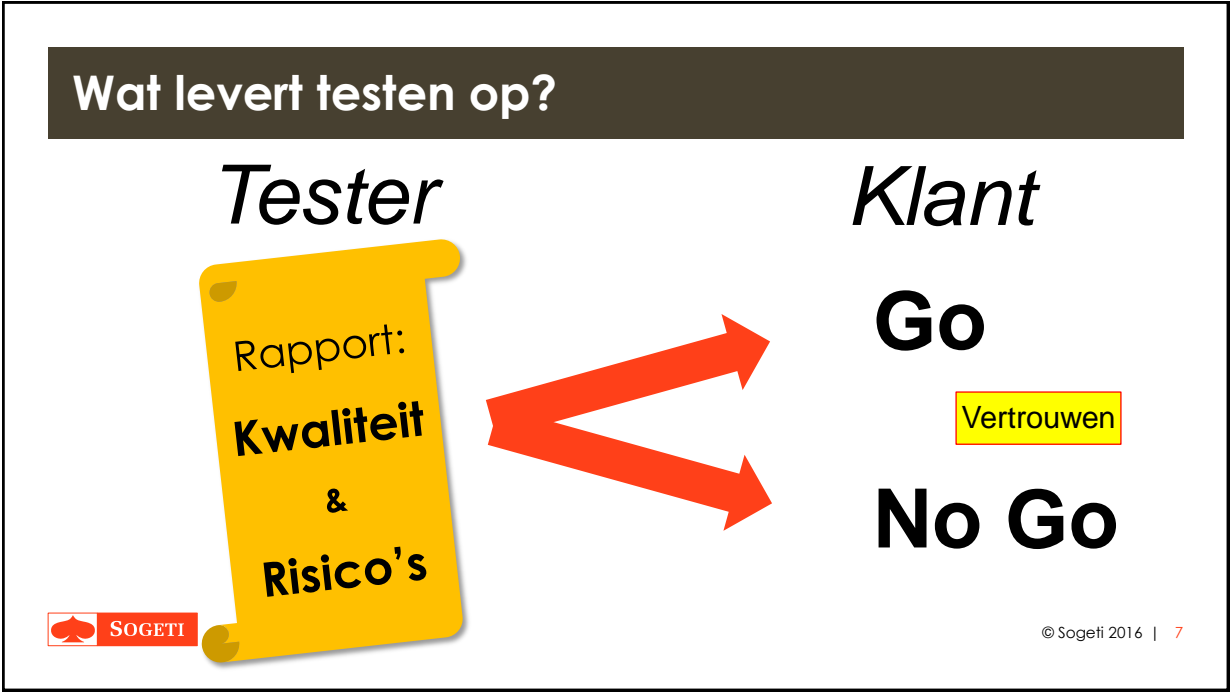 Wat levert testen op?
Tester
Klant
Rapport:
Kwaliteit
&
Risico’s
Go
Vertrouwen
No Go
SOGETI
© Sogeti 2016 | 7